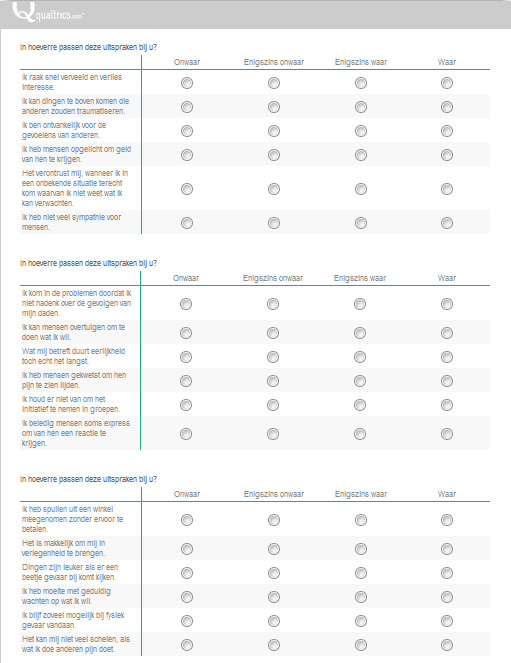 qualtrics.com
In hoeverre passen deze uitspraken bij u?
Onwaar Enigszins onwaar Enigszins waar Waar
Ik raak snel verveeld en verlies
interesse.
Ik kan dingen te boven komen die
anderen zouden traumatiseren.
Ik ben ontvankelijk voor de
gevoelens van anderen.
Ik heb mensen opgelicht om geld
van hen te krijgen.
Het verontrust mij, wanneer ik in
een onbekende situatie terecht
kom waarvan ik niet weet wat ik
kan verwachten.
Ik heb niet veel sympathie voor
mensen.
In hoeverre passen deze uitspraken bij u?
Onwaar Enigszins onwaar Enigszins waar Waar
Ik kom in de problemen doordat ik
niet nadenk over de gevolgen van
mijn daden.
Ik kan mensen overtuigen om te
doen wat ik wil.
Wat mij betreft duurt eerlijkheid
toch echt het langst.
Ik heb mensen gekwetst om hen
pijn te zien lijden.
Ik houd er niet van om het
initiatief te nemen in groepen.
Ik beledig mensen soms express
om van hen een reactie te
krijgen.
In hoeverre passen deze uitspraken bij u?
Onwaar Enigszins onwaar Enigszins waar Waar
Ik heb spullen uit een winkel
meegenomen zonder ervoor te
betalen.
Het is makkelijk om mij in
verlegenheid te brengen.
Dingen zijn leuker als er een
beetje gevaar bij komt kijken.
Ik heb moeite met geduldig
wachten op wat ik wil.
Ik blijf zoveel mogelijk bij fysiek
gevaar vandaan.
Het kan mij niet veel schelen, als
wat ik doe anderen pijn doet.